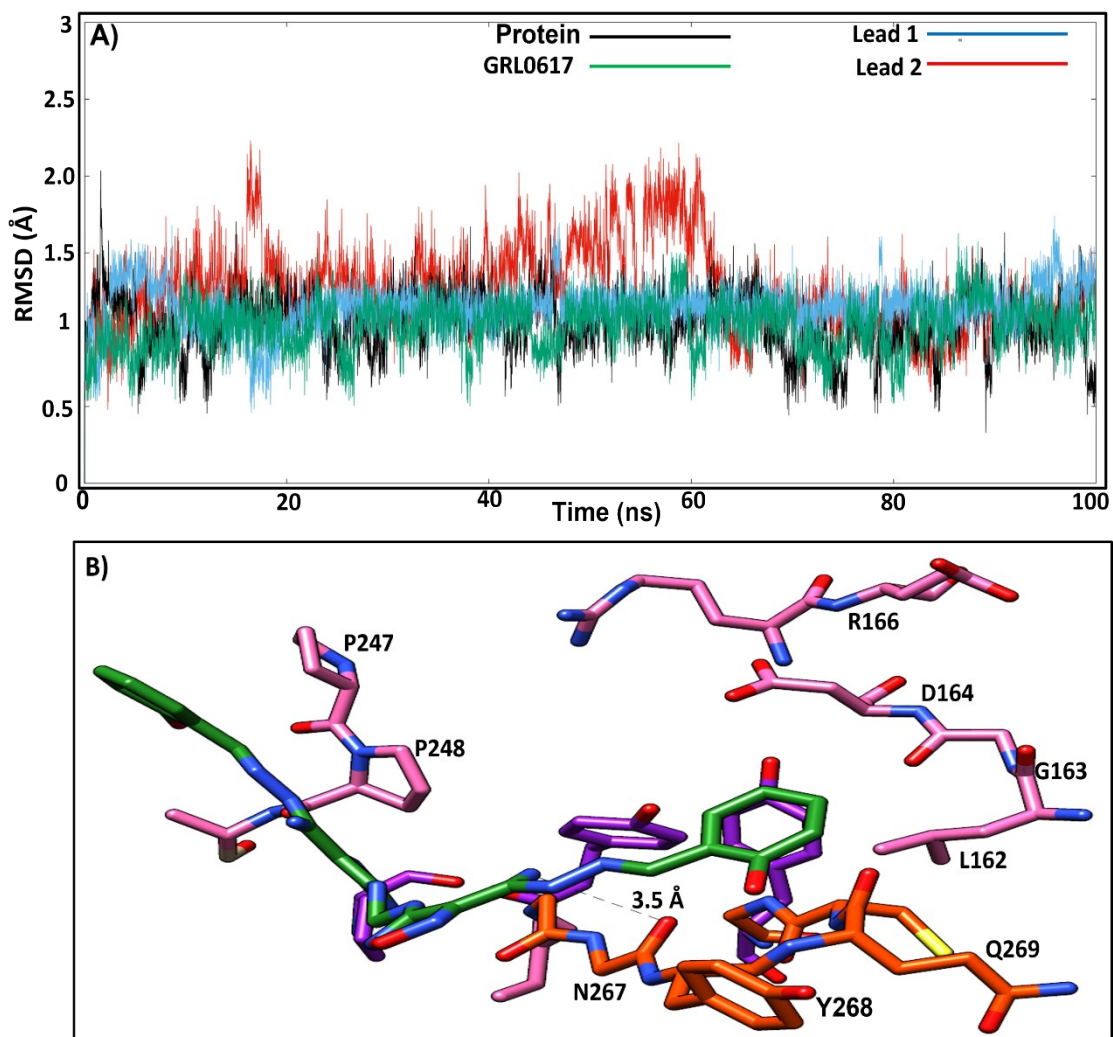 A)
Protein
Lead 1
GRL0617
Lead 2
3
2.5
2.0
1.5
1
0.5
0
RMSD (Å)
0 20 40 60 80 100
Time (ns)
B)
R166
P247
D164
P248
G163
L162
3.5 Å
Q269
N267
Y268